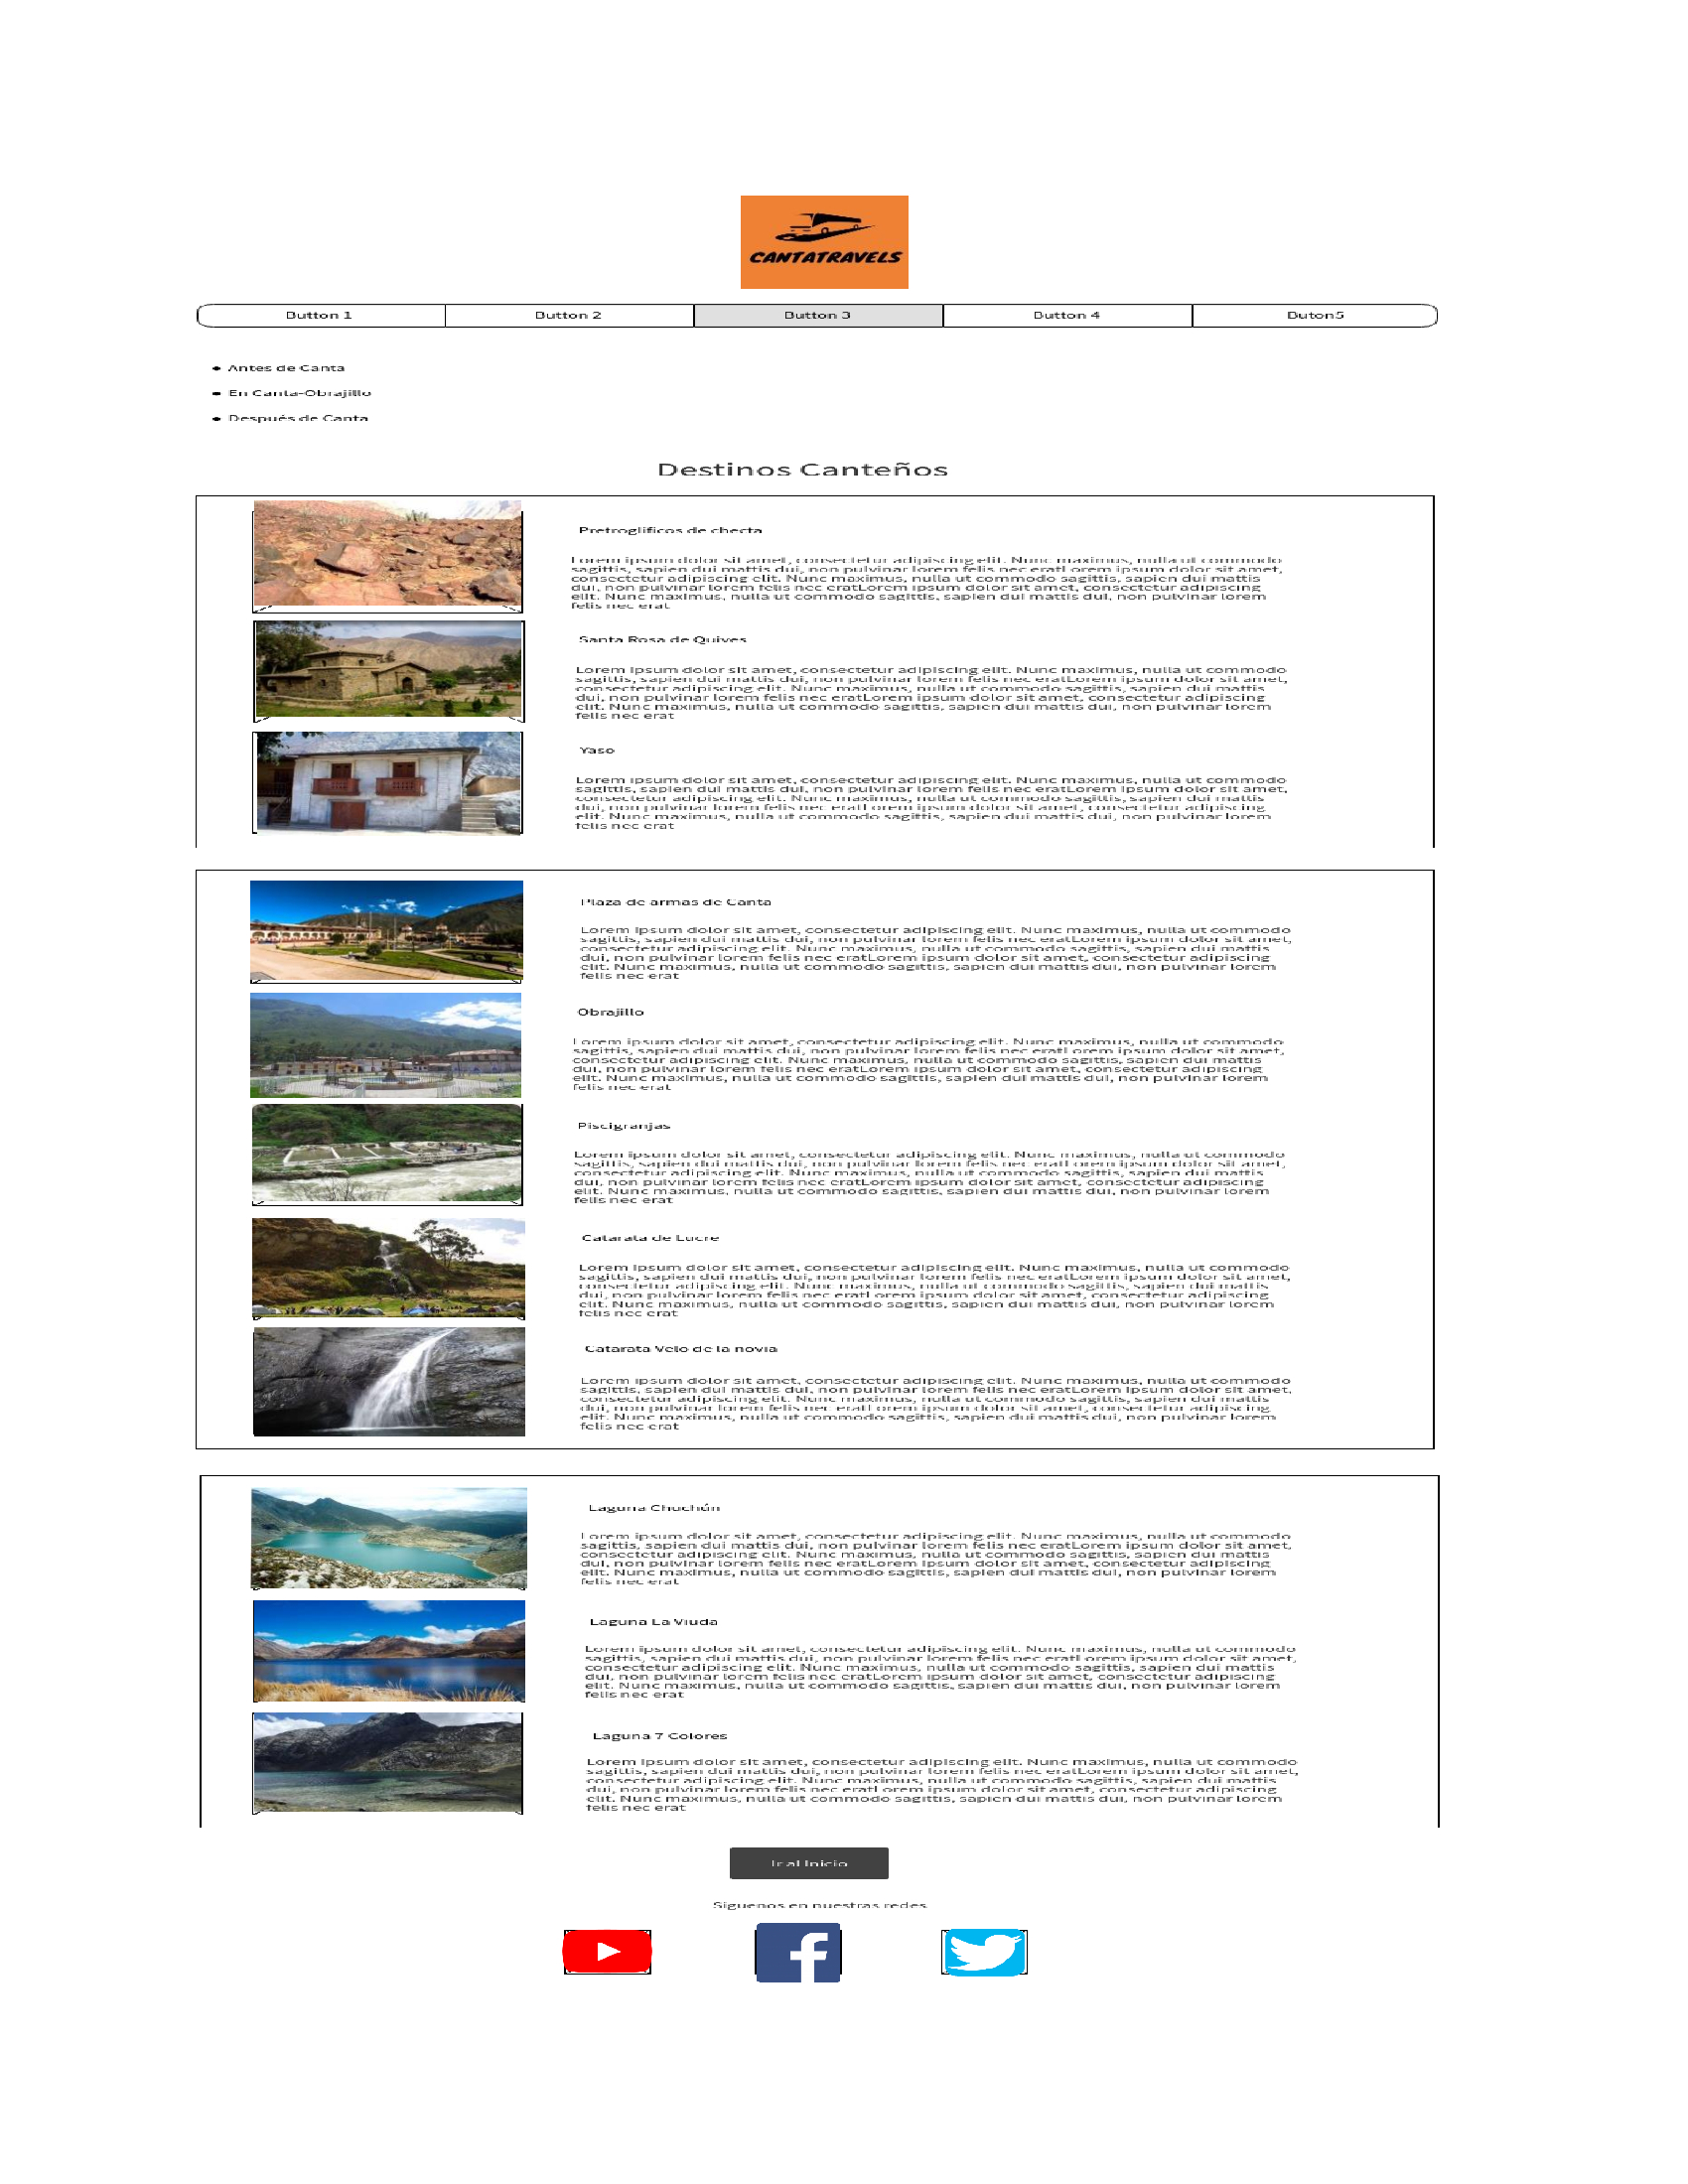 CANTATRAVELS
Button 1
Button 2
Button 3
Button 4
Buton5
Antes de Canta
En Canta-Obrajillo
Después de Canta
Destinos Canteños
Pretroglificos de checta
Lorem ipsum dolor sit amet, consectetur adipiscing elit. Nunc maximus, nulla ut commodo
sagittis, sapien dui mattis dui, non pulvinar lorem felis nec eratLorem ipsum dolor sit amet,
consectetur adipiscing elit. Nunc maximus, nulla ut commodo sagittis, sapien dui mattis
dui, non pulvinar lorem felis nec eratLorem ipsum dolor sit amet, consectetur adipiscing
elit. Nunc maximus, nulla ut commodo sagittis, sapien dui mattis dui, non pulvinar lorem
felis nec erat
Santa Rosa de Quives
Lorem ipsum dolor sit amet, consectetur adipiscing elit. Nunc maximus, nulla ut commodo
sagittis, sapien dui mattis dui, non pulvinar lorem felis nec eratLorem ipsum dolor sit amet,
consectetur adipiscing elit. Nunc maximus, nulla ut commodo sagittis, sapien dui mattis
dui, non pulvinar lorem felis nec eratLorem ipsum dolor sit amet, consectetur adipiscing
elit. Nunc maximus, nulla ut commodo sagittis, sapien dui mattis dui, non pulvinar lorem
felis nec erat
Yaso
Lorem ipsum dolor sit amet, consectetur adipiscing elit. Nunc maximus, nulla ut commodo
sagittis, sapien dui mattis dui, non pulvinar lorem felis nec eratLorem ipsum dolor sit amet,
consectetur adipiscing elit. Nunc maximus, nulla ut commodo sagittis, sapien dui mattis
dui, non pulvinar lorem felis nec eratLorem ipsum dolor sit amet, consectetur adipiscing
elit. Nunc maximus, nulla ut commodo sagittis, sapien dui mattis dui, non pulvinar lorem
felis nec erat
Plaza de armas de Canta
Lorem ipsum dolor sit amet, consectetur adipiscing elit. Nunc maximus, nulla ut commodo
sagittis, sapien dui mattis dui, non pulvinar lorem felis nec eratLorem ipsum dolor sit amet,
consectetur adipiscing elit. Nunc maximus, nulla ut commodo sagittis, sapien dui mattis
dui, non pulvinar lorem felis nec eratLorem ipsum dolor sit amet, consectetur adipiscing
elit. Nunc maximus, nulla ut commodo sagittis, sapien dui mattis dui, non pulvinar lorem
felis nec erat
Obrajillo
Lorem ipsum dolor sit amet, consectetur adipiscing elit. Nunc maximus, nulla ut commodo
sagittis, sapien dui mattis dui, non pulvinar lorem felis nec eratLorem ipsum dolor sit amet,
consectetur adipiscing elit. Nunc maximus, nulla ut commodo sagittis, sapien dui mattis
dui, non pulvinar lorem felis nec eratLorem ipsum dolor sit amet, consectetur adipiscing
elit. Nunc maximus, nulla ut commodo sagittis, sapien dui mattis dui, non pulvinar lorem
felis nec erat
Piscigranjas
Lorem ipsum dolor sit amet, consectetur adipiscing elit. Nunc maximus, nulla ut commodo
sagittis, sapien dui mattis dui, non pulvinar lorem felis nec eratLorem ipsum dolor sit amet,
consectetur adipiscing elit. Nunc maximus, nulla ut commodo sagittis, sapien dui mattis
dui, non pulvinar lorem felis nec eratLorem ipsum dolor sit amet, consectetur adipiscing
elit. Nunc maximus, nulla ut commodo sagittis, sapien dui mattis dui, non pulvinar lorem
felis nec erat
Catarata de Lucre
Lorem ipsum dolor sit amet, consectetur adipiscing elit. Nunc maximus, nulla ut commodo
sagittis, sapien dui mattis dui, non pulvinar lorem felis nec eratLorem ipsum dolor sit amet,
consectetur adipiscing elit. Nunc maximus, nulla ut commodo sagittis, sapien dui mattis
dui, non pulvinar lorem felis nec eratLorem ipsum dolor sit amet, consectetur adipiscing
elit. Nunc maximus, nulla ut commodo sagittis, sapien dui mattis dui, non pulvinar lorem
felis nec erat
Catarata Velo de la novia
Lorem ipsum dolor sit amet, consectetur adipiscing elit. Nunc maximus, nulla ut commodo
sagittis, sapien dui mattis dui, non pulvinar lorem felis nec eratLorem ipsum dolor sit amet,
consectetur adipiscing elit. Nunc maximus, nulla ut commodo sagittis, sapien dui mattis
dui, non pulvinar lorem felis nec eratLorem ipsum dolor sit amet, consectetur adipiscing
elit. Nunc maximus, nulla ut commodo sagittis, sapien dui mattis dui, non pulvinar lorem
felis nec erat
Laguna Chuchún
Lorem ipsum dolor sit amet, consectetur adipiscing elit. Nunc maximus, nulla ut commodo
sagittis, sapien dui mattis dui, non pulvinar lorem felis nec eratLorem ipsum dolor sit amet,
consectetur adipiscing elit. Nunc maximus, nulla ut commodo sagittis, sapien dui mattis
dui, non pulvinar lorem felis nec eratLorem ipsum dolor sit amet, consectetur adipiscing
elit. Nunc maximus, nulla ut commodo sagittis, sapien dui mattis dui, non pulvinar lorem
felis nec erat
Laguna La Viuda
Lorem ipsum dolor sit amet, consectetur adipiscing elit. Nunc maximus, nulla ut commodo
sagittis, sapien dui mattis dui, non pulvinar lorem felis nec eratLorem ipsum dolor sit amet,
consectetur adipiscing elit. Nunc maximus, nulla ut commodo sagittis, sapien dui mattis
dui, non pulvinar lorem felis nec eratLorem ipsum dolor sit amet, consectetur adipiscing
elit. Nunc maximus, nulla ut commodo sagittis, sapien dui mattis dui, non pulvinar lorem
felis nec erat
Laguna 7 Colores
Lorem ipsum dolor sit amet, consectetur adipiscing elit. Nunc maximus, nulla ut commodo
sagittis, sapien dui mattis dui, non pulvinar lorem felis nec eratLorem ipsum dolor sit amet,
consectetur adipiscing elit. Nunc maximus, nulla ut commodo sagittis, sapien dui mattis
dui, non pulvinar lorem felis nec eratLorem ipsum dolor sit amet, consectetur adipiscing
elit. Nunc maximus, nulla ut commodo sagittis, sapien dui mattis dui, non pulvinar lorem
felis nec erat
Ir al Inicio
Siguenos en nuestras redes